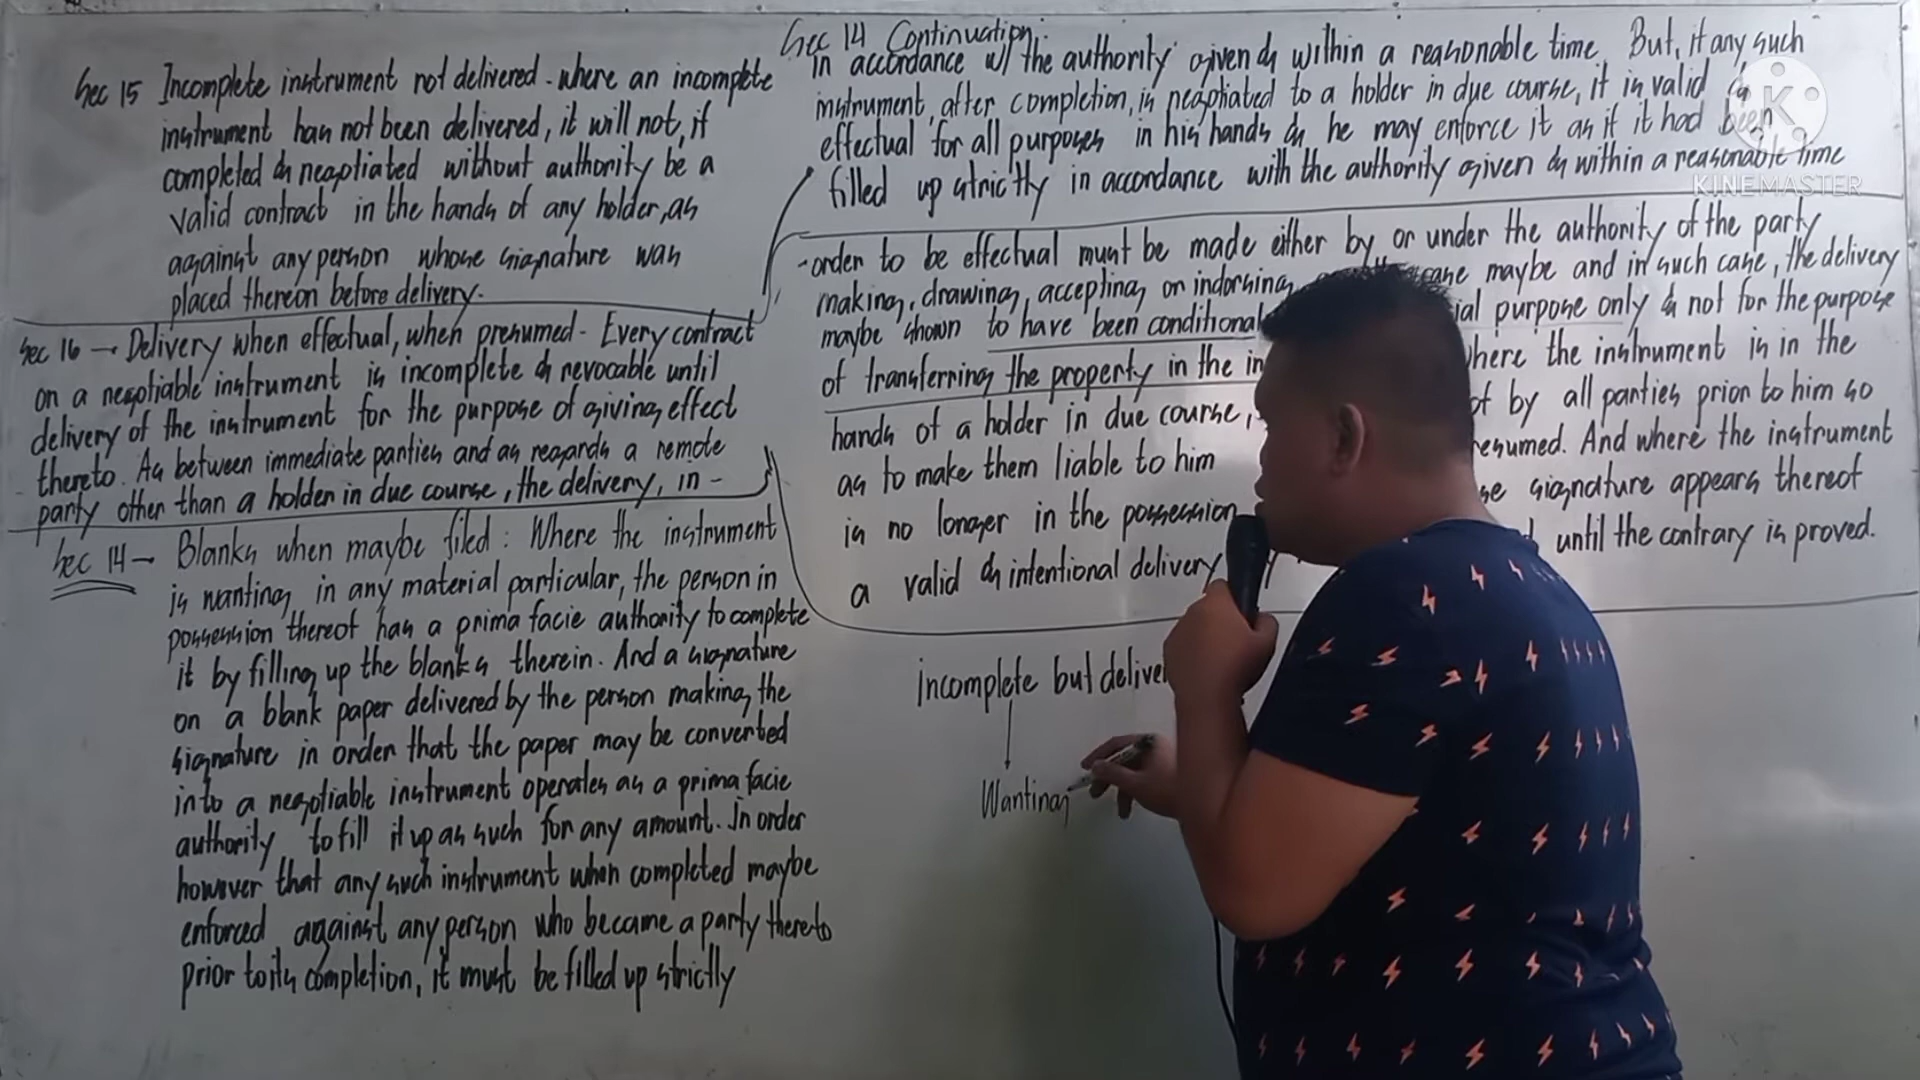 Sec 15 Incomplete instrument not delivered - where an incomplete
instrument has not been delivered, it will not, if
completed & negotiated without authority be a
valid contract in the hands of any holder, as
against any person whose signature was
placed thereon before delivery.
Sec 16 → Delivery when effectual, when presumed - Every contract
on a negotiable instrument is incomplete & revocable until
delivery of the instrument for the purpose of giving effect
thereto. As between immediate parties and as regards a remote
party other than a holder in due course, the delivery, in -
Sec 14 - Blanks when maybe filed : Where the instrument
is wanting in any material particular, the person in
possession thereof has a prima facie authority to complete
it by filling up the blanks therein. And a signature
on a blank paper delivered by the person making the
signature in order that the paper may be converted
into a negotiable instrument operates as a prima facie
authority to fill it up as such for any amount. In order
however that any such instrument when completed maybe
enforced against any person who became a party thereto
prior to its completion, it must be filled up strictly
Sec 14 Continuation:
in accordance w/ the authority given & within a reasonable time. But, if any such
instrument, after completion, is negotiated to a holder in due course, it is valid &
effectual for all purposes in his hands & he may enforce it as if it had been
filled up strictly in accordance with the authority given & within a reasonable time
-order to be effectual must be made either by or under the authority of the party
making, drawing, accepting or indorsing, case maybe and in such case, the delivery
maybe shown to have been conditional purpose only & not for the purpose
of transferring the property in the where the instrument is in the
hands of a holder in due course, by all parties prior to him so
as to make them liable to him And where the instrument
is no longer in the possession signature appears thereof
a valid & intentional delivery until the contrary is proved.
incomplete but
Wanting
K
KINEMASTER